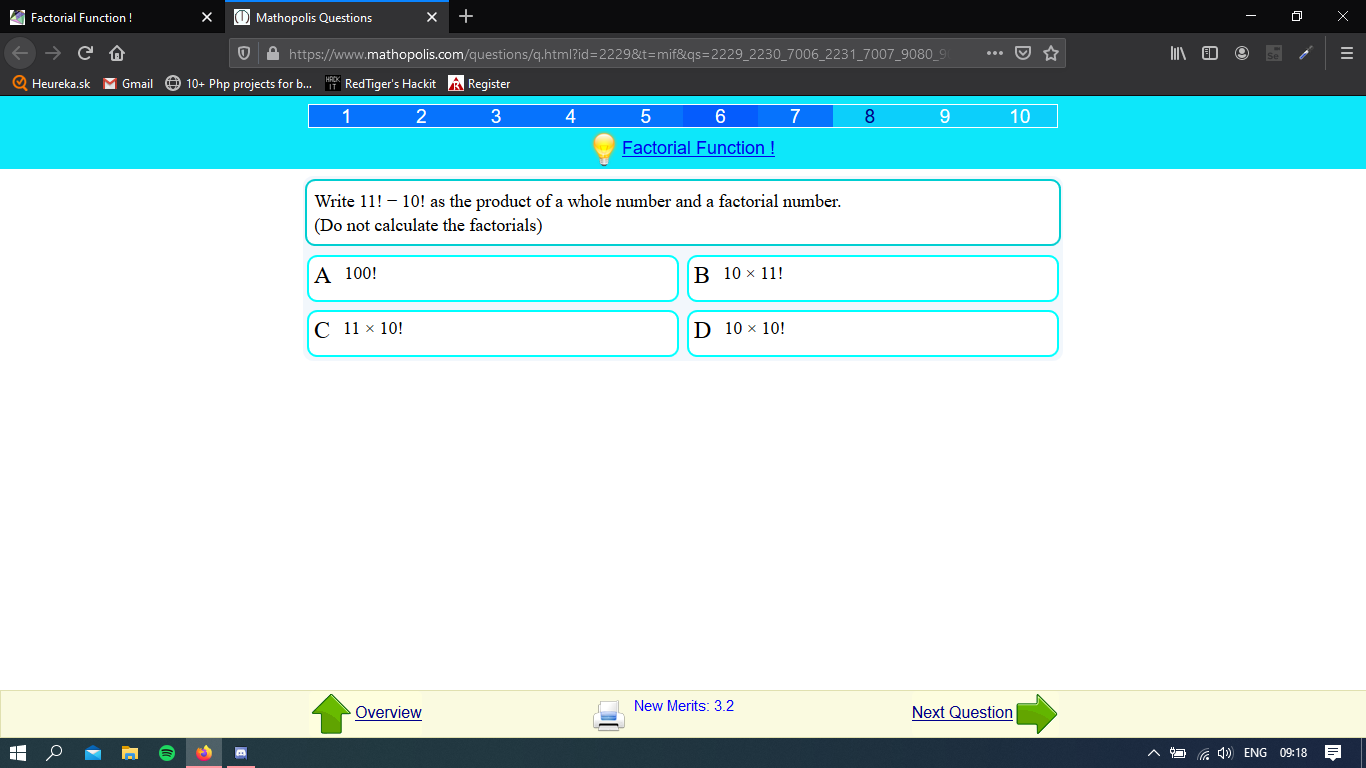 Factorial Function !
Mathopolis Questions
https://www.mathopolis.com/questions/q.html?id=2229&t=mif&qs=2229_2230_7006_2231_7007_9080_9
Heureka.sk
Gmail
10+ Php projects for b...
HACK IT
RedTiger's Hackit
Register
1 2 3 4 5 6 7 8 9 10
Factorial Function !
Write 11! − 10! as the product of a whole number and a factorial number.
(Do not calculate the factorials)
A 100!
B 10 × 11!
C 11 × 10!
D 10 × 10!
Overview
New Merits: 3.2
Next Question
ENG 09:18